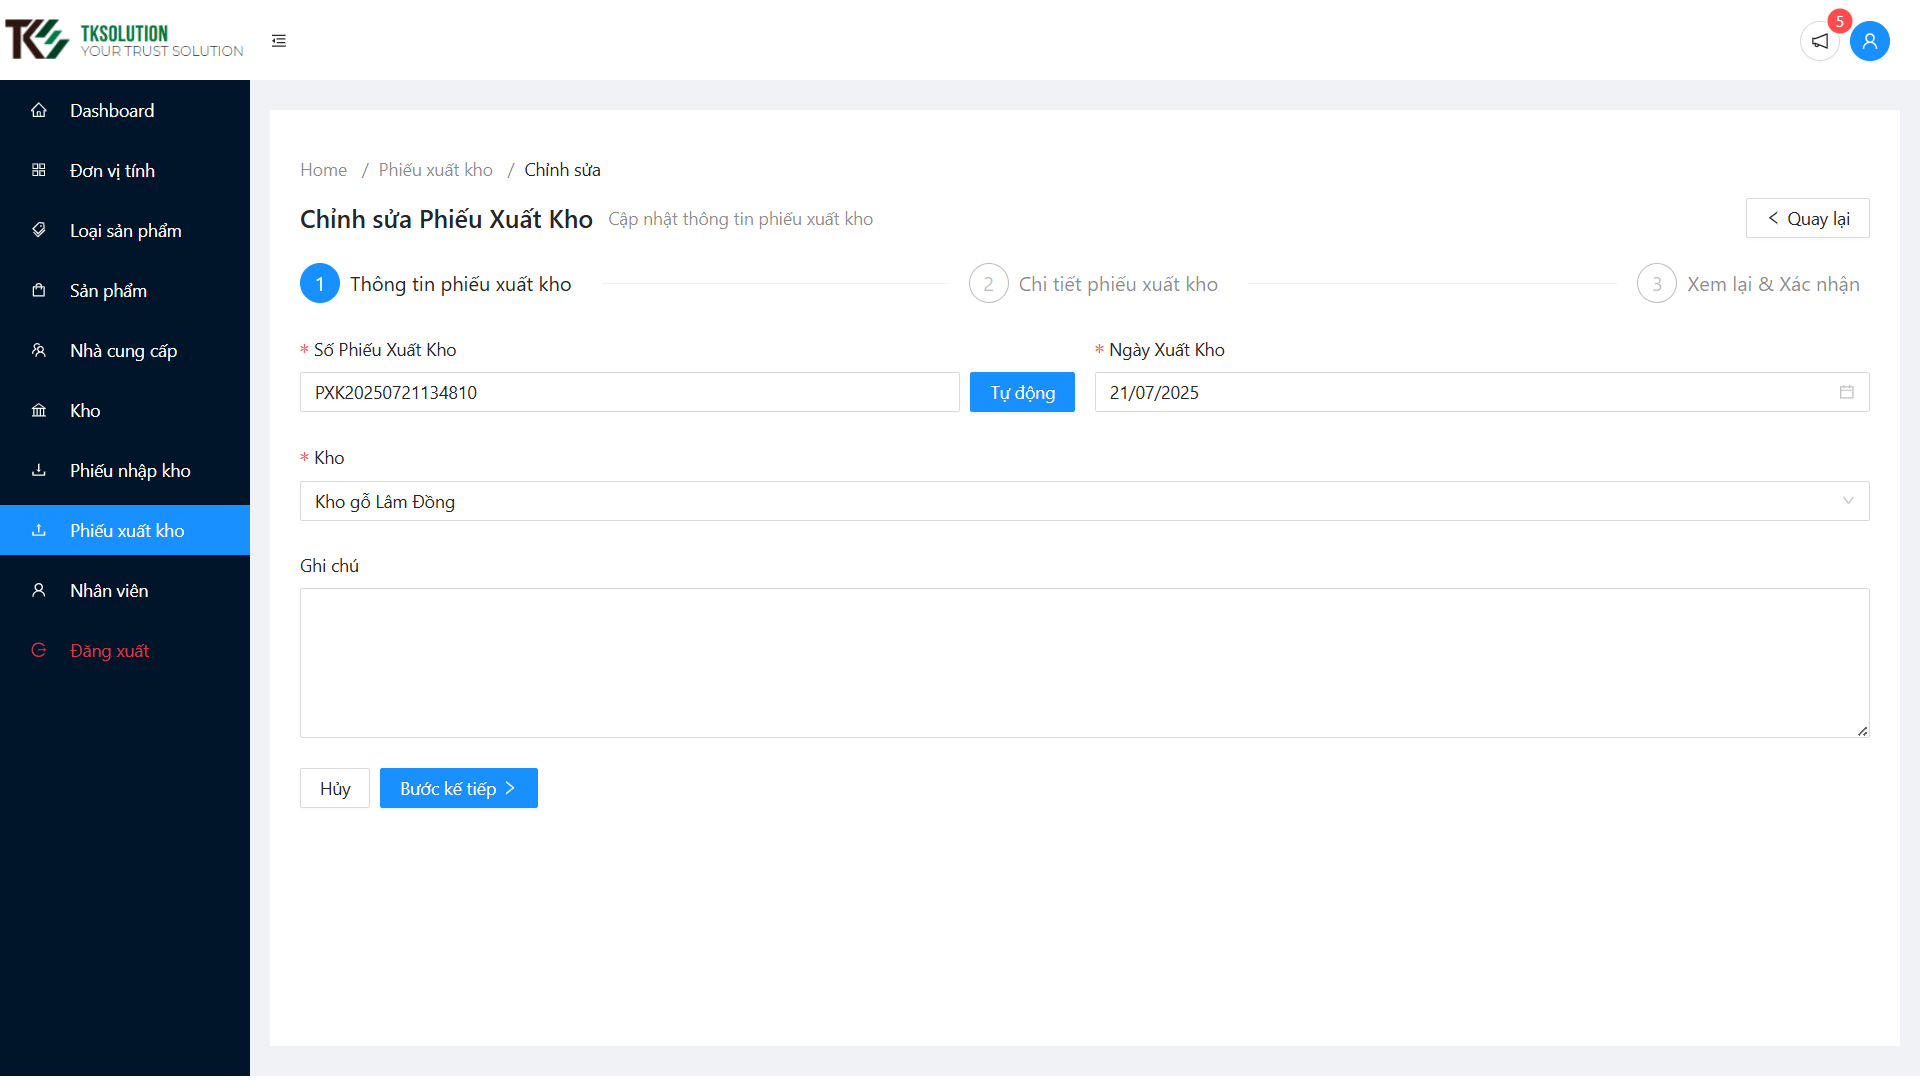 TKS TKSOLUTION
YOUR TRUST SOLUTION
5
Dashboard
Đơn vị tính
Loại sản phẩm
Sản phẩm
Nhà cung cấp
Kho
Phiếu nhập kho
Phiếu xuất kho
Nhân viên
Đăng xuất
Home / Phiếu xuất kho / Chỉnh sửa
Chỉnh sửa Phiếu Xuất Kho Cập nhật thông tin phiếu xuất kho
Quay lại
1 Thông tin phiếu xuất kho
2 Chi tiết phiếu xuất kho
3 Xem lại & Xác nhận
* Số Phiếu Xuất Kho
PXK20250721134810
Tự động
* Ngày Xuất Kho
21/07/2025
* Kho
Kho gỗ Lâm Đồng
Ghi chú
Hủy
Bước kế tiếp